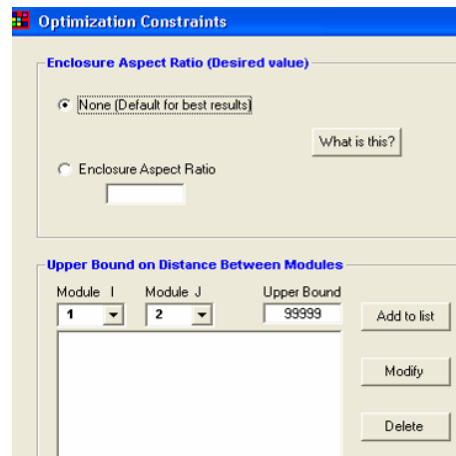 Optimization Constraints
Enclosure Aspect Ratio (Desired value)
None (Default for best results)
What is this?
Enclosure Aspect Ratio
Upper Bound on Distance Between Modules
Module I Module J Upper Bound
1 2 99999 Add to list
Modify
Delete